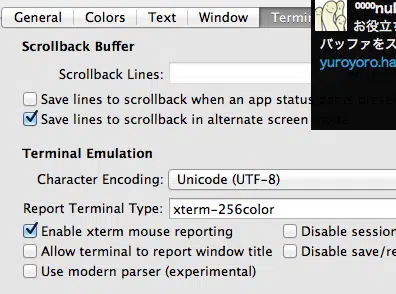 General Colors Text Window Termi
°°°°nul
お役立ち
バッファをス
yuroyoro.ha
Scrollback Buffer
Scrollback Lines:
Save lines to scrollback when an app status
Save lines to scrollback in alternate screen
Terminal Emulation
Character Encoding: Unicode (UTF-8)
Report Terminal Type: xterm-256color
Enable xterm mouse reporting Disable session
Allow terminal to report window title Disable save/re
Use modern parser (experimental)